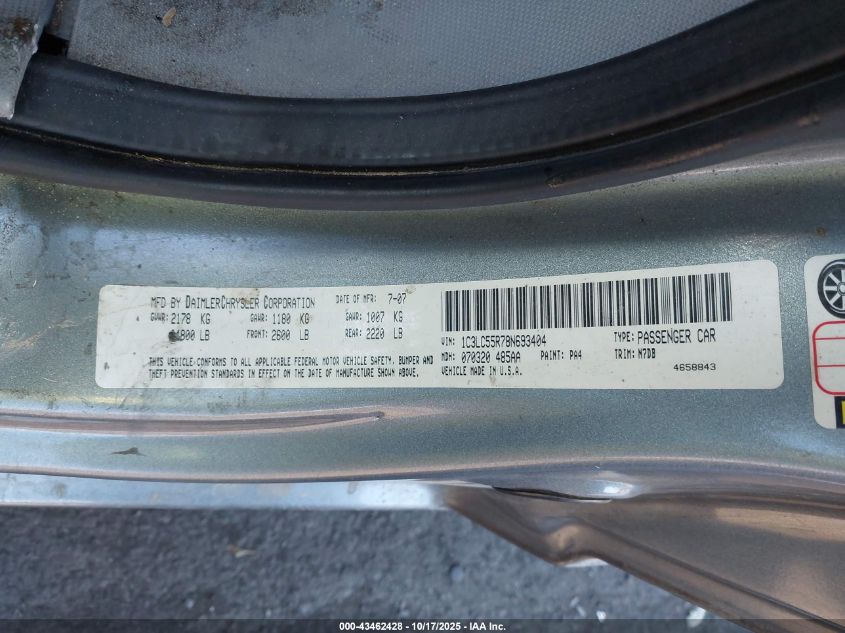 MFD BY DAIMLERCHRYSLER CORPORATION DATE OF MFR: 7-07
GVWR: 2178 KG GAWR: 1180 KG GAWR: 1007 KG
4800 LB FRONT: 2600 LB REAR: 2220 LB
THIS VEHICLE CONFORMS TO ALL APPLICABLE FEDERAL MOTOR VEHICLE SAFETY, BUMPER AND
THEFT PREVENTION STANDARDS IN EFFECT ON THE DATE OF MANUFACTURE SHOWN ABOVE.
VIN: 1C3LC55R78N693404 TYPE: PASSENGER CAR
MDH: 070320 485AA PAINT: PA4 TRIM: N7DB
VEHICLE MADE IN U.S.A. 4658843
000-43462428 - 10/17/2025 - IAA Inc.